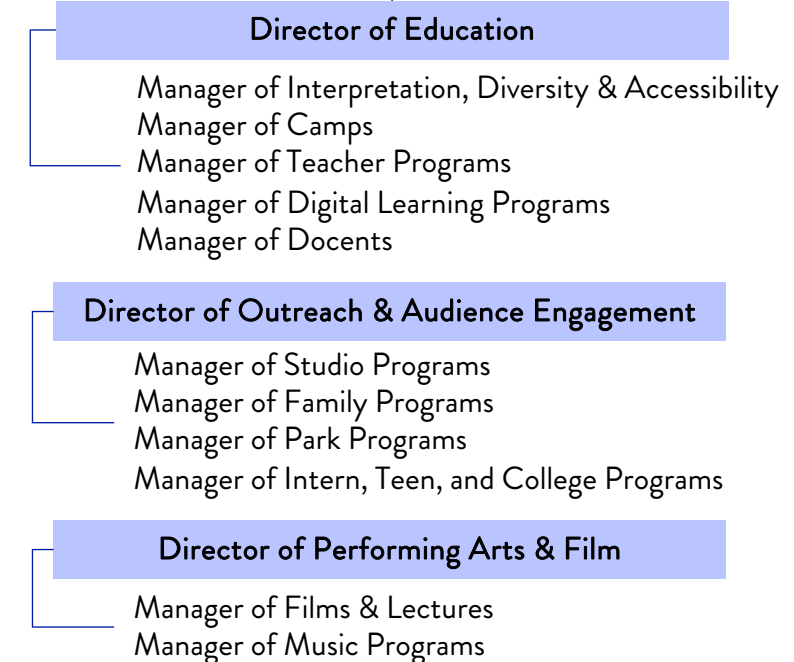 Director of Education
Manager of Interpretation, Diversity & Accessibility
Manager of Camps
Manager of Teacher Programs
Manager of Digital Learning Programs
Manager of Docents
Director of Outreach & Audience Engagement
Manager of Studio Programs
Manager of Family Programs
Manager of Park Programs
Manager of Intern, Teen, and College Programs
Director of Performing Arts & Film
Manager of Films & Lectures
Manager of Music Programs